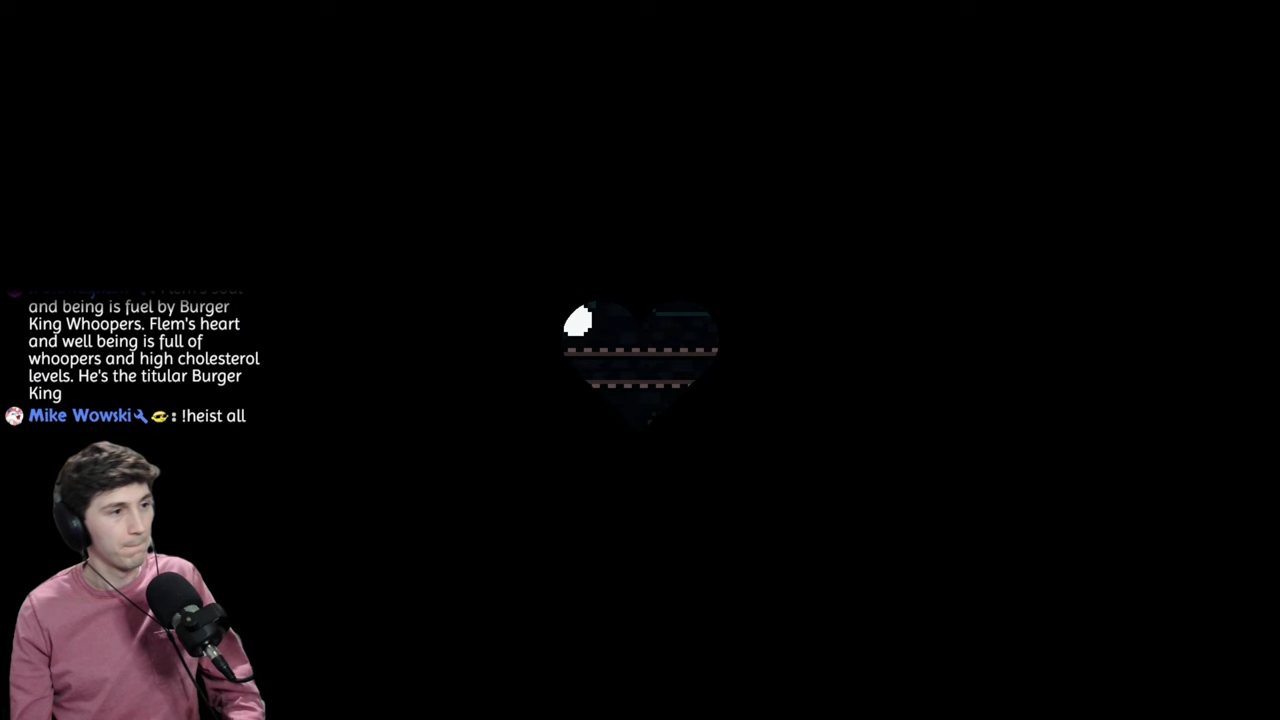 and being is fuel by Burger
King Whoopers. Flem's heart
and well being is full of
whoopers and high cholesterol
levels. He's the titular Burger
King
Mike Wowski: !heist all